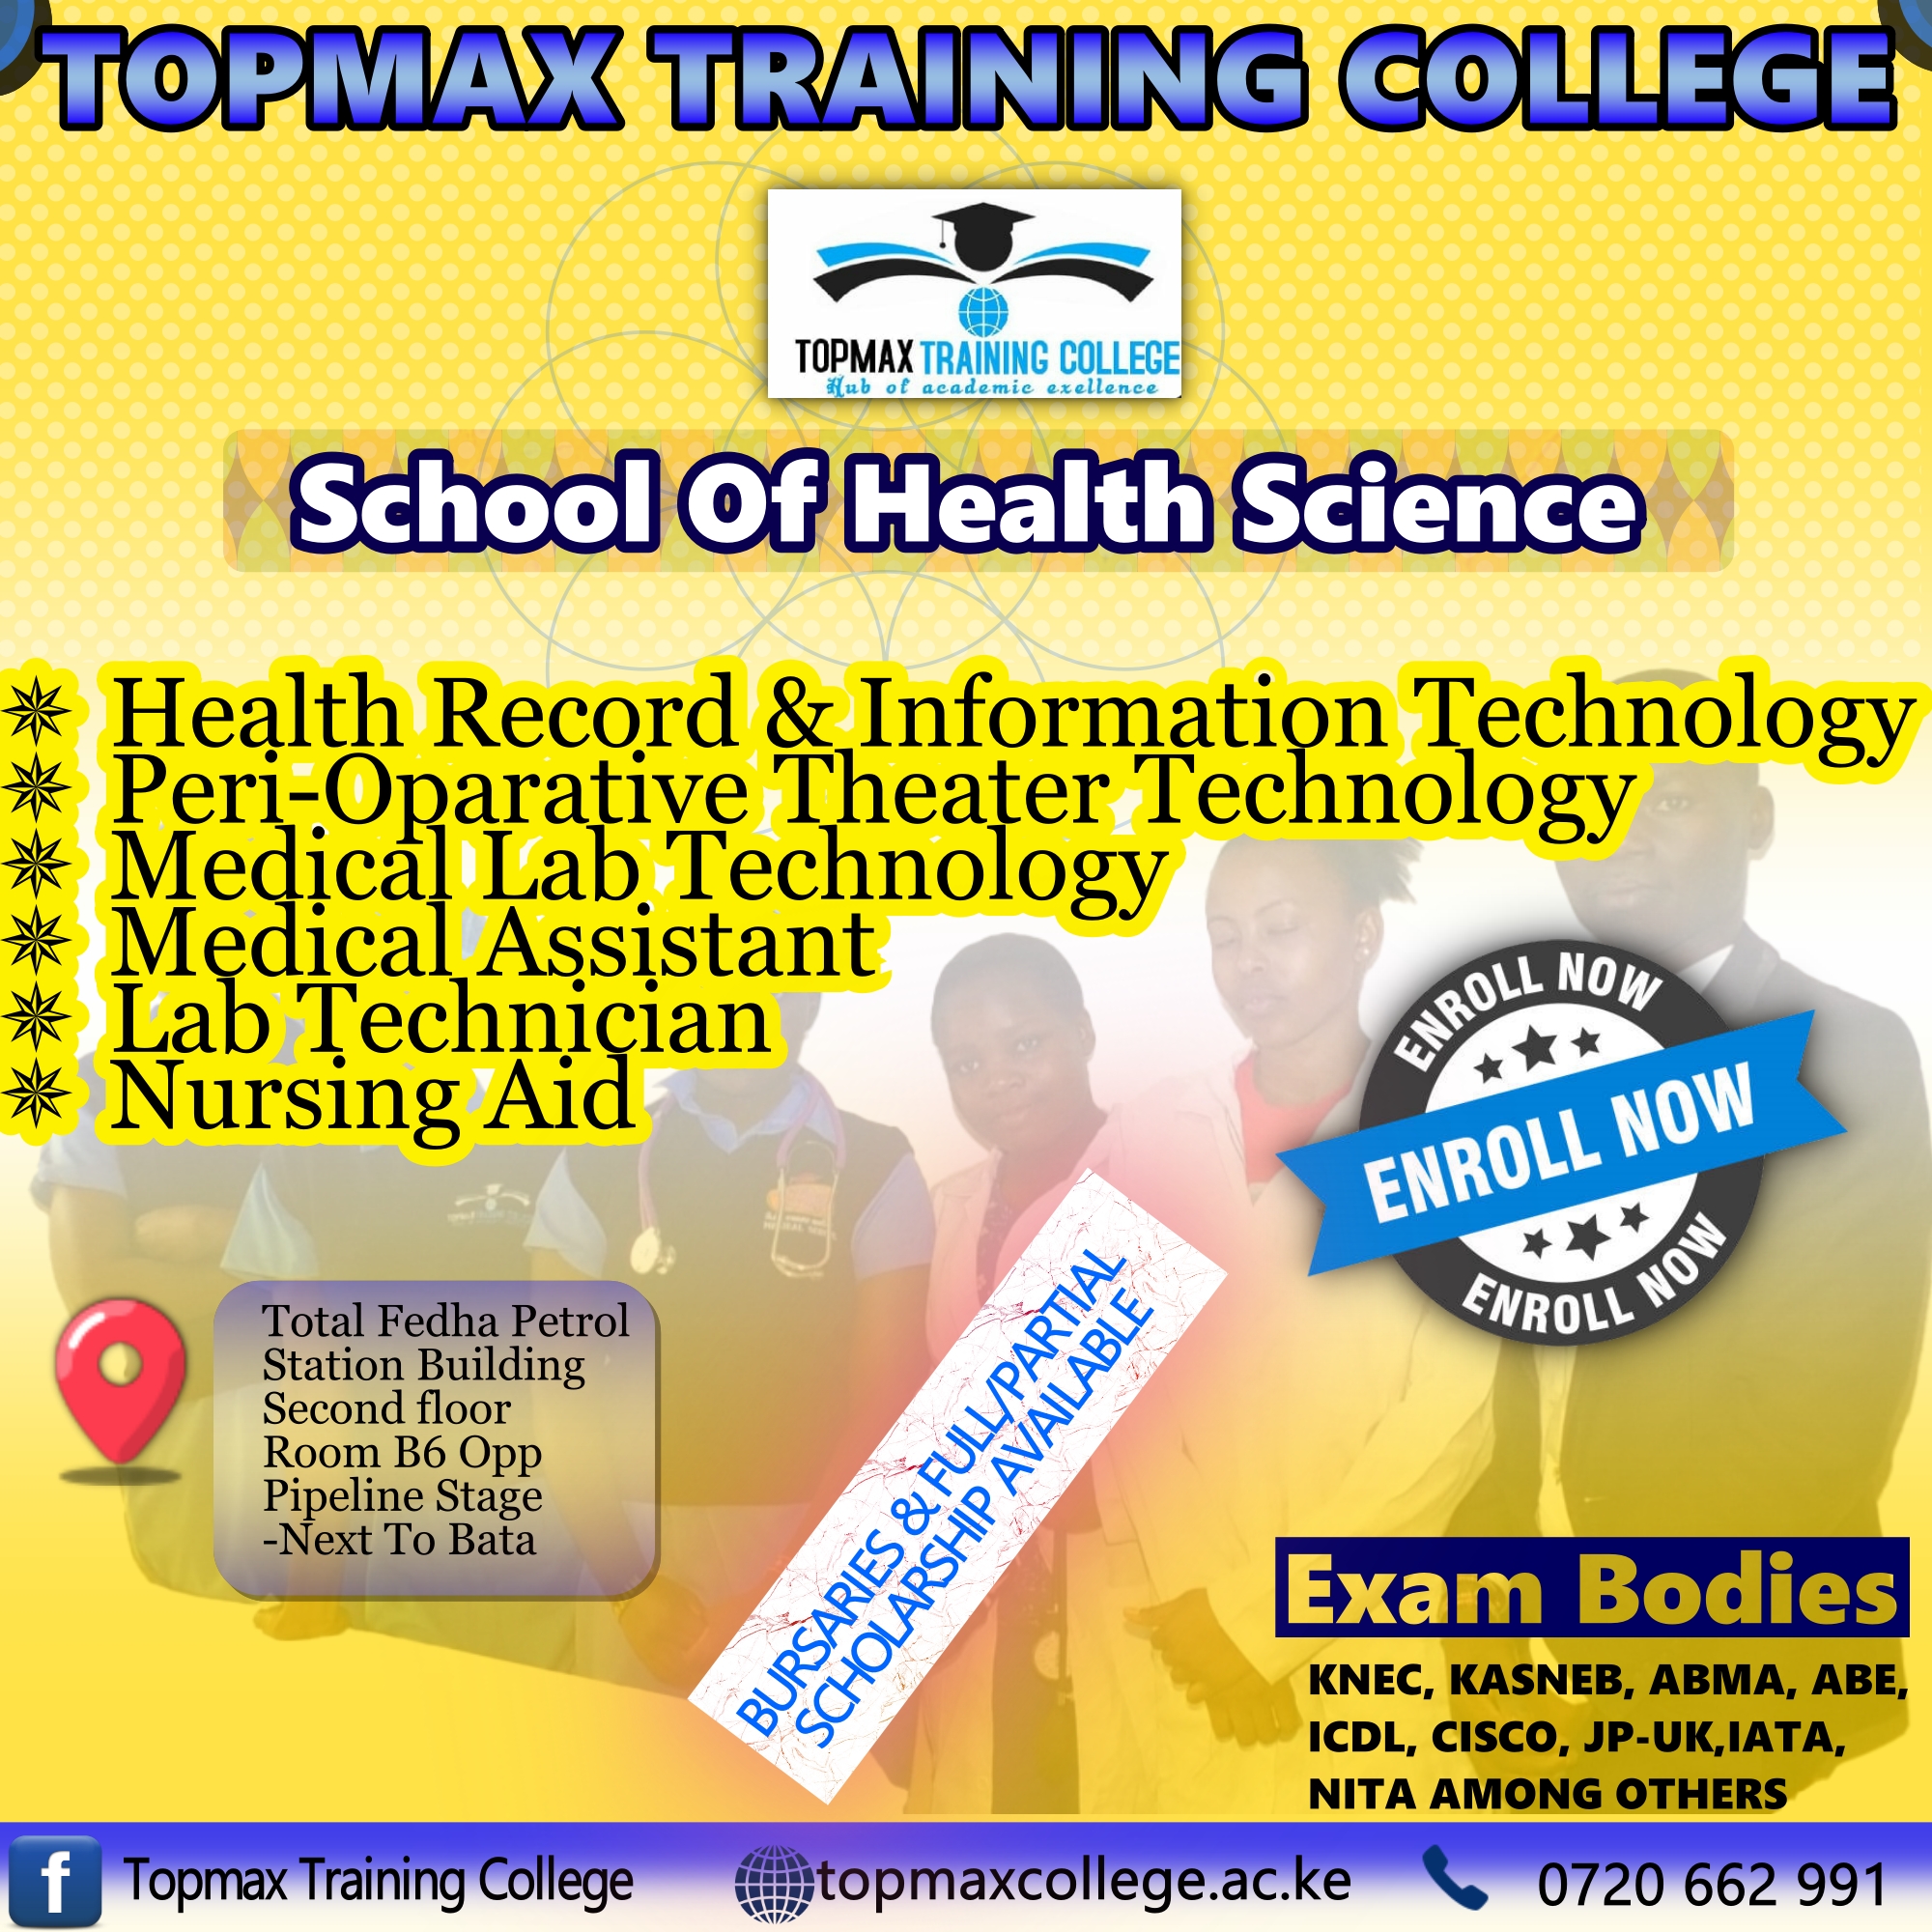 TOPMAX TRAINING COLLEGE
TOPMAX TRAINING COLLEGE
Hub of academic exellence
School Of Health Science
Health Record & Information Technology
Peri-Oparative Theater Technology
Medical Lab Technology
Medical Assistant
Lab Technician
Nursing Aid
ENROLL NOW
ENROLL NOW
ENROLL NOW
Total Fedha Petrol
Station Building
Second floor
Room B6 Opp
Pipeline Stage
-Next To Bata
BURSARIES & FULL/PARTIAL
SCHOLARSHIP AVAILABLE
Exam Bodies
KNEC, KASNEB, ABMA, ABE,
ICDL, CISCO, JP-UK,IATA,
NITA AMONG OTHERS
f Topmax Training College topmaxcollege.ac.ke 0720 662 991